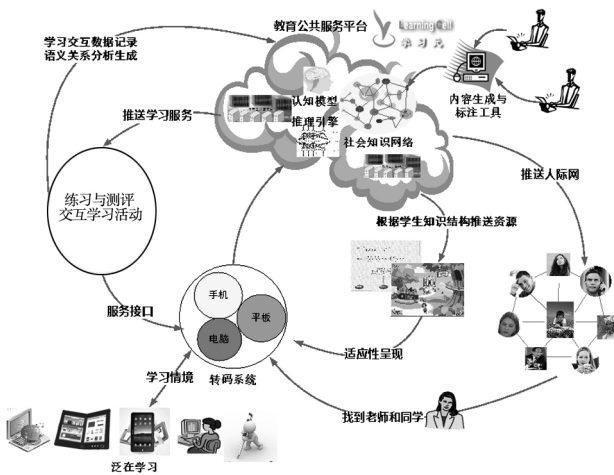 教育公共服务平台
Learning Cell
学习元
学习交互数据记录
语义关系分析生成
认知模型
推理引擎
社会知识网络
内容生成与
标注工具
推送学习服务
推送人际网
练习与测评
交互学习活动
根据学生知识结构推送资源
服务接口
手机
平板
电脑
转码系统
适应性呈现
学习情境
找到老师和同学
泛在学习